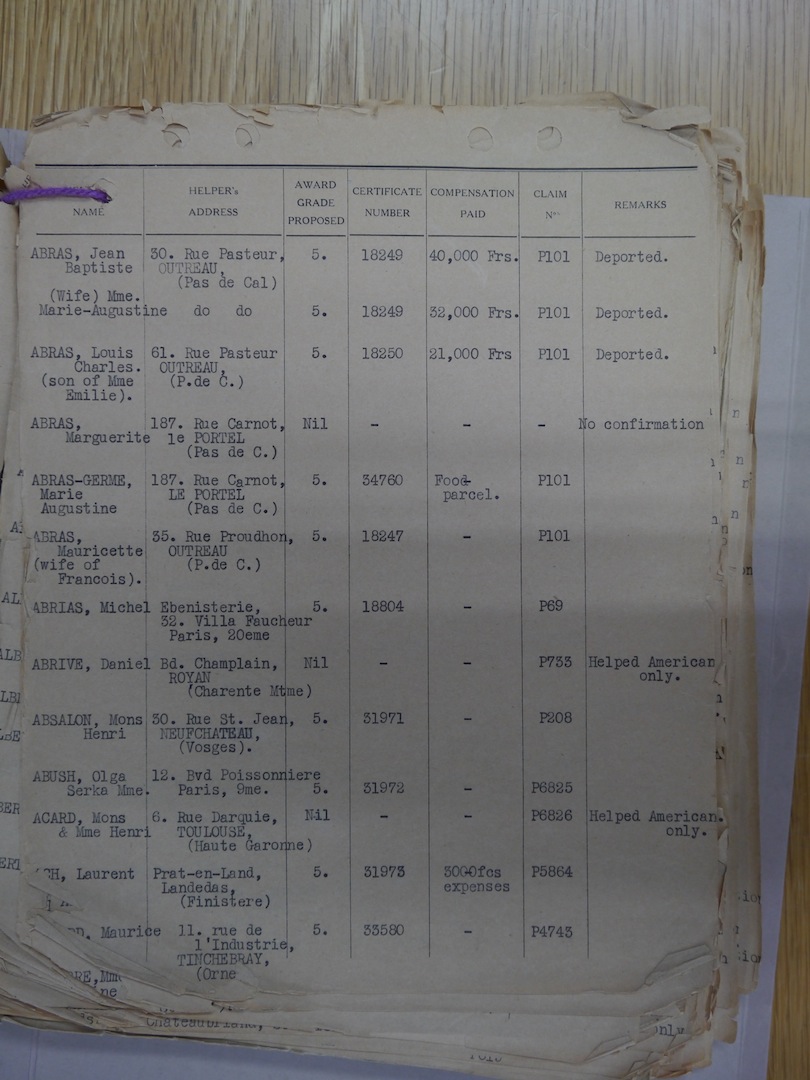 NAME HELPER's ADDRESS AWARD GRADE PROPOSED CERTIFICATE NUMBER COMPENSATION PAID CLAIM Nos REMARKS
ABRAS, Jean 30. Rue Pasteur, 5. 18249 40,000 Frs. P101 Deported.
Baptiste OUTREAU,
(Pas de Cal)
(Wife) Mme.
Marie-Augustine do do 5. 18249 32,000 Frs. P101 Deported.
ABRAS, Louis 61. Rue Pasteur 5. 18250 21,000 Frs P101 Deported.
Charles. OUTREAU,
(son of Mme (P.de C.)
Emilie).
ABRAS, 187. Rue Carnot, Nil - - - No confirmation
Marguerite le PORTEL
(Pas de C.)
ABRAS-GERME, 187. Rue Carnot, 5. 34760 Food P101
Marie LE PORTEL parcel.
Augustine (Pas de C.)
ABRAS, 35. Rue Proudhon, 5. 18247 - P101
Mauricette OUTREAU
(wife of (P.de C.)
Francois).
ABRIAS, Michel Ebenisterie, 5. 18804 - P69
32. Villa Faucheur
Paris, 20eme
ABRIVE, Daniel Bd. Champlain, Nil - - P733 Helped American
ROYAN only.
(Charente Mtme)
ABSALON, Mons 30. Rue St. Jean, 5. 31971 - P208
Henri NEUFCHATEAU,
(Vosges).
ABUSH, Olga 12. Bvd Poissonniere
Serka Mme. Paris, 9me. 5. 31972 - P6825
ACARD, Mons 6. Rue Darquie, Nil - - P6826 Helped American.
& Mme Henri TOULOUSE, only.
(Haute Garonne)
Laurent Prat-en-Land, 5. 31973 3000fcs P5864
Landedas, expenses
(Finistere)
Maurice 11. rue de 5. 33580 - P4743
l'Industrie,
TINCHEBRAY,
(Orne